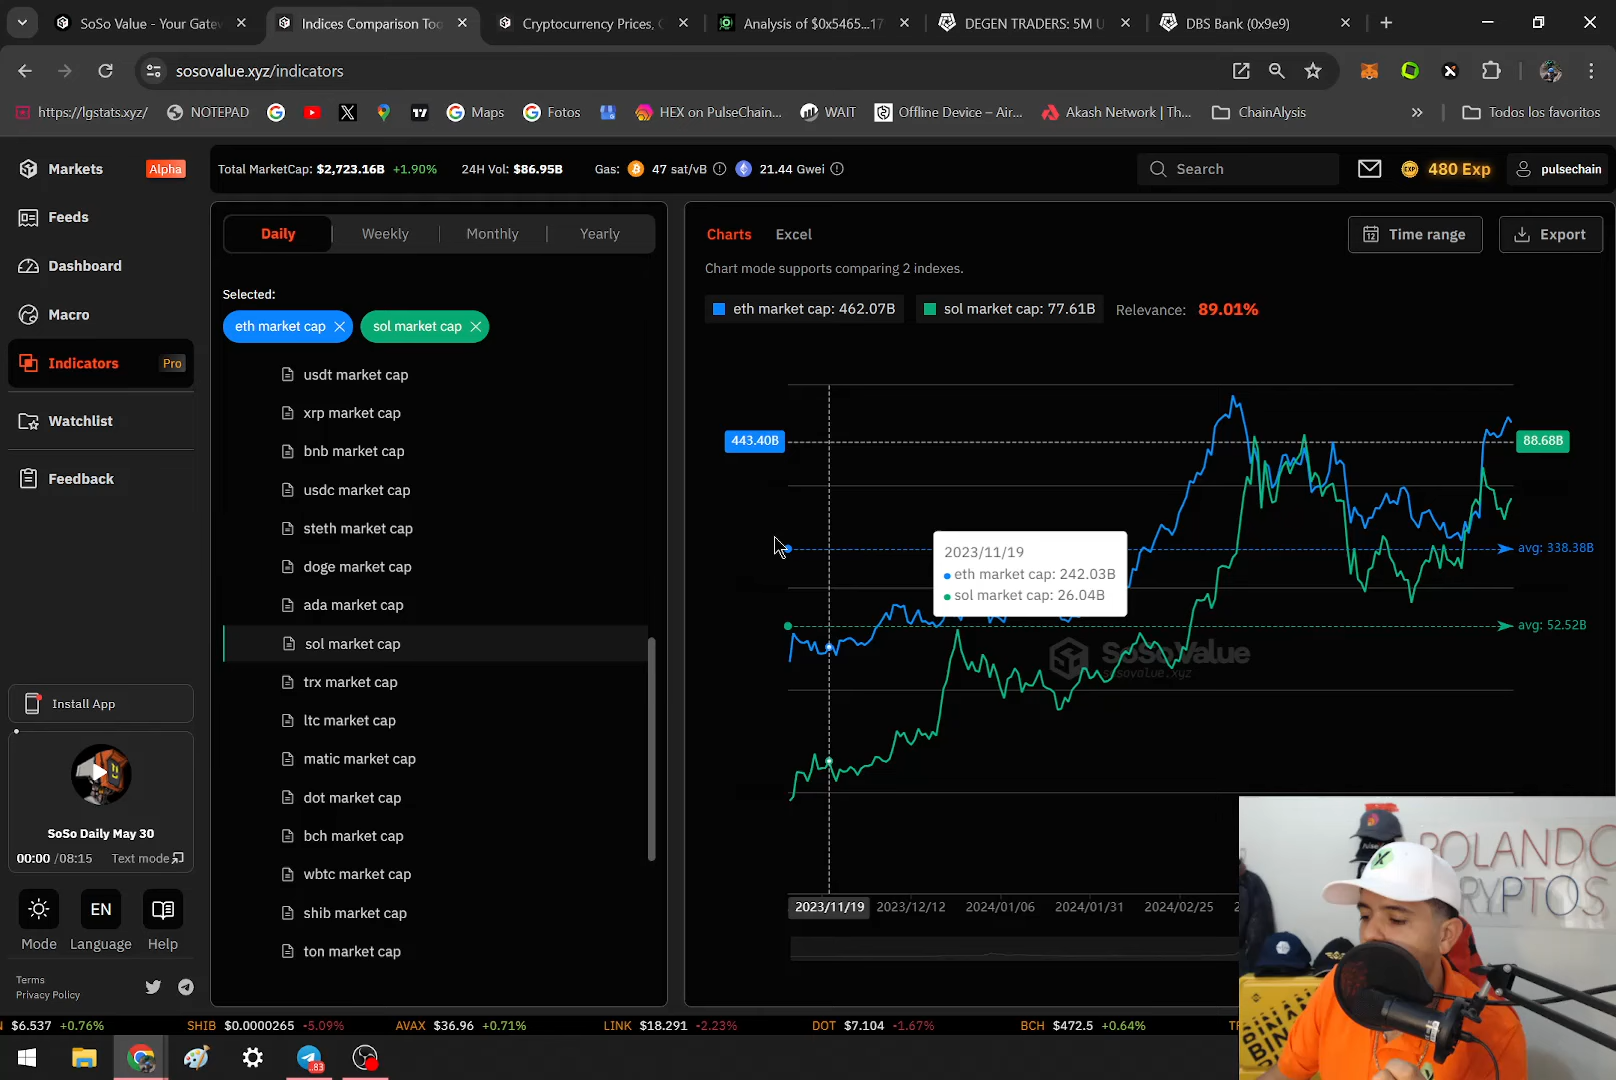 SoSo Value - Your Gatew
Indices Comparison Too
Cryptocurrency Prices, C
Analysis of $0x5465...17
DEGEN TRADERS: 5M U
DBS Bank (0x9e9)
sosovalue.xyz/indicators
https://lgstats.xyz/
NOTEPAD
Maps
Fotos
HEX on PulseChain...
WAIT
Offline Device – Air...
Akash Network | Th...
ChainAlysis
Todos los favoritos
Markets
Alpha
Total MarketCap: $2,723.16B +1.90%
24H Vol: $86.95B
Gas: 47 sat/vB 21.44 Gwei
Search
480 Exp
pulsechain
Feeds
Dashboard
Macro
Indicators Pro
Watchlist
Feedback
Install App
SoSo Daily May 30
00:00 /08:15 Text mode
EN
Mode Language Help
Terms
Privacy Policy
Daily
Weekly
Monthly
Yearly
Selected:
eth market cap
sol market cap
usdt market cap
xrp market cap
bnb market cap
usdc market cap
steth market cap
doge market cap
ada market cap
sol market cap
trx market cap
ltc market cap
matic market cap
dot market cap
bch market cap
wbtc market cap
shib market cap
ton market cap
Charts
Excel
Time range
Export
Chart mode supports comparing 2 indexes.
eth market cap: 462.07B
sol market cap: 77.61B
Relevance: 89.01%
443.40B
88.68B
2023/11/19
eth market cap: 242.03B
sol market cap: 26.04B
avg: 338.38B
avg: 52.52B
SoSoValue
sosovalue.xyz
2023/11/19
2023/12/12
2024/01/06
2024/01/31
2024/02/25
ROLANDO
CRYPTOS
N $6.537 +0.76%
SHIB $0.0000265 -5.09%
AVAX $36.96 +0.71%
LINK $18.291 -2.23%
DOT $7.104 -1.67%
BCH $472.5 +0.64%
83